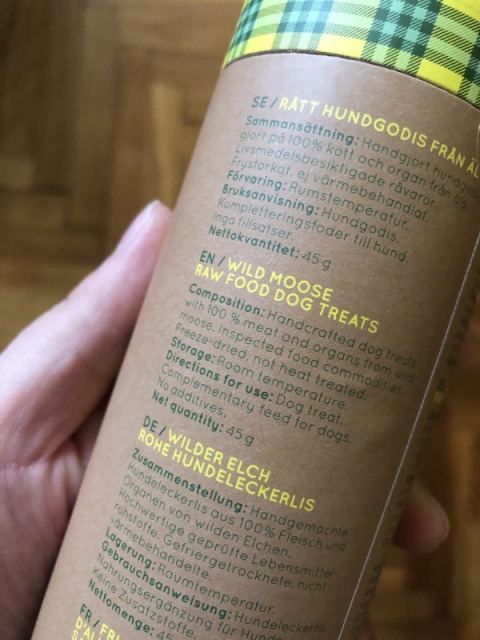 SE / RÅTT HUNDGODIS FRÅN ÄL
Sammansättning: Handgjort hundgodis
gjort på 100% kött och organ från älg.
Livsmedelsbesiktigade råvaror.
Frystorkat, ej värmebehandlat.
Förvaring: Rumstemperatur.
Bruksanvisning: Hundgodis.
Kompletteringsfoder till hund.
Inga tillsatser.
Nettokvantitet: 45 g
EN / WILD MOOSE
RAW FOOD DOG TREATS
Composition: Handcrafted dog treats
with 100 % meat and organs from wild
moose. Inspected food commodities.
Freeze-dried, not heat treated.
Storage: Room temperature.
Directions for use: Dog treat.
Complementary feed for dogs.
No additives.
Net quantity: 45 g
DE / WILDER ELCH
ROHE HUNDELECKERLIS
Zusammenstellung: Handgemachte
Hundeleckerlis aus 100% Fleisch und
Organen von wilden Elchen.
Hochwertige geprüfte Lebensmittel
rohstoffe. Gefriergetracknete, nicht
wärmebehandelte.
Lagerung: Raumtemperatur.
Gebrauchsanweisung: Hundeleckerlin
Nahrungsergänzung für Hunde
Keine Zusatzstoffe.
Nettomenge: 45
FR / FRI